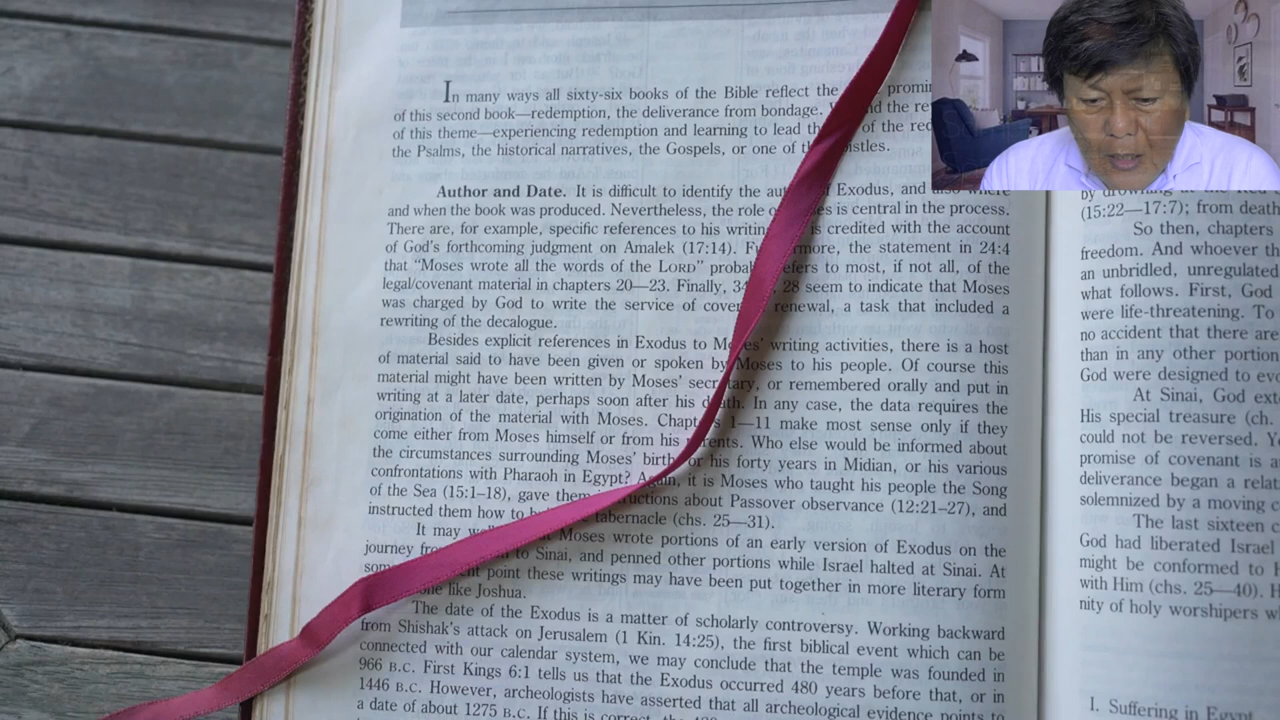 In many ways all sixty-six books of the Bible reflect the
of this second book—redemption, the deliverance from bondage.
of this theme—experiencing redemption and learning to lead of the
the Psalms, the historical narratives, the Gospels, or one of
Author and Date. It is difficult to identify the Exodus, and also where
and when the book was produced. Nevertheless, the role is central in the process.
There are, for example, specific references to his is credited with the account
of God's forthcoming judgment on Amalek (17:14). the statement in 24:4
that “Moses wrote all the words of the LORD” refers to most, if not all, of the
legal/covenant material in chapters 20—23. Finally, 28 seem to indicate that Moses
was charged by God to write the service of renewal, a task that included a
rewriting of the decalogue.
Besides explicit references in Exodus to Moses' writing activities, there is a host
of material said to have been given or spoken by Moses to his people. Of course this
material might have been written by Moses' secretary, or remembered orally and put in
writing at a later date, perhaps soon after his death. In any case, the data requires the
origination of the material with Moses. Chapters 1—11 make most sense only if they
come either from Moses himself or from his parents. Who else would be informed about
the circumstances surrounding Moses' birth or his forty years in Midian, or his various
confrontations with Pharaoh in Egypt? Again, it is Moses who taught his people the Song
of the Sea (15:1–18), gave them instructions about Passover observance (12:21–27), and
instructed them how to tabernacle (chs. 25—31).
It may Moses wrote portions of an early version of Exodus on the
journey to Sinai, and penned other portions while Israel halted at Sinai. At
point these writings may have been put together in more literary form
like Joshua.
The date of the Exodus is a matter of scholarly controversy. Working backward
from Shishak's attack on Jerusalem (1 Kin. 14:25), the first biblical event which can be
connected with our calendar system, we may conclude that the temple was founded in
966 B.C. First Kings 6:1 tells us that the Exodus occurred 480 years before that, or in
1446 B.C. However, archeologists have asserted that all archeological evidence points to
a date of about 1275 B.C. If this is correct, the
by drowning at the Red
(15:22—17:7); from death
So then, chapters
freedom. And whoever
an unbridled, unregulated
what follows. First, God
were life-threatening. To
no accident that there are
than in any other portion
God were designed to
At Sinai, God
His special treasure (ch.
could not be reversed.
promise of covenant is
deliverance began a
solemnized by a moving
The last sixteen
God had liberated Israel
might be conformed to
with Him (chs. 25—40).
nity of holy worshipers
I. Suffering in Egypt